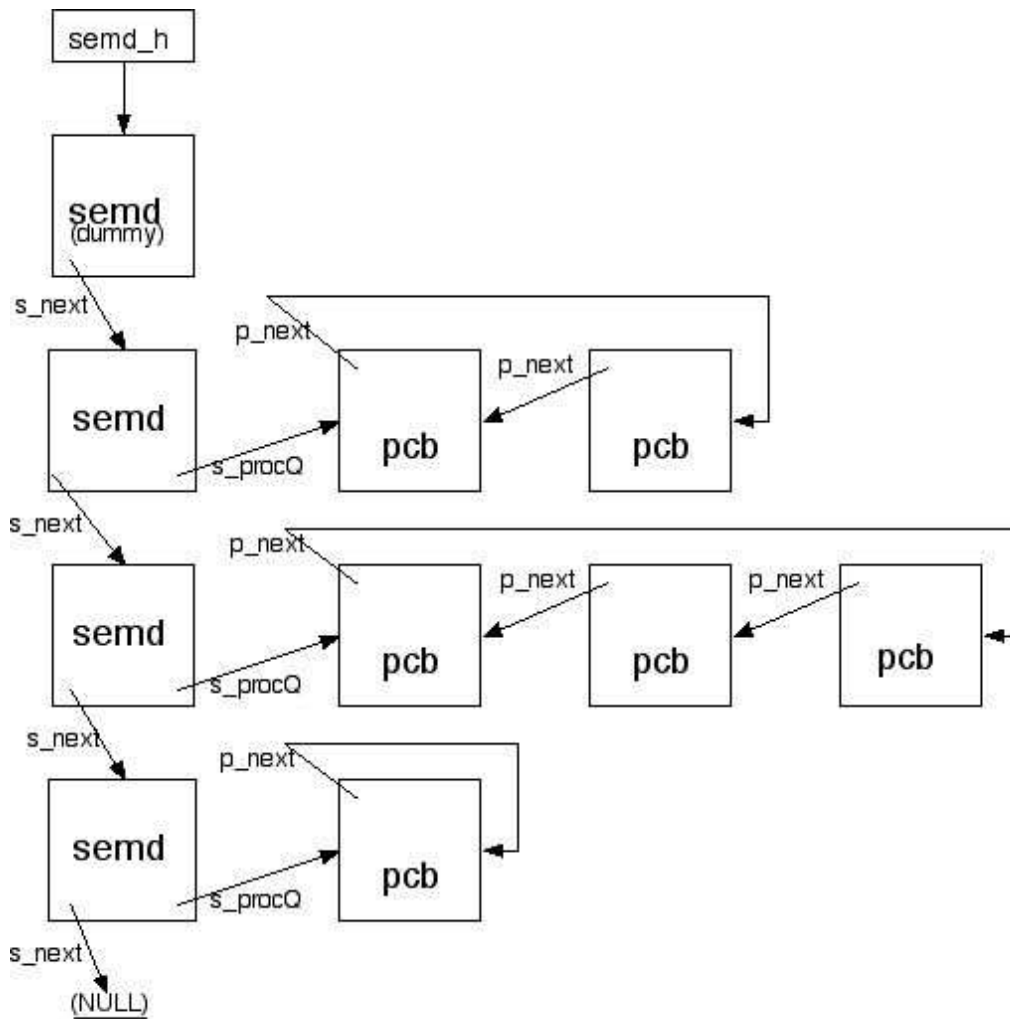 semd_h
semd
(dummy)
s_next
p_next
p_next
semd
pcb
pcb
s_procQ
s_next
p_next
p_next
p_next
semd
pcb
pcb
pcb
s_procQ
s_next
p_next
semd
pcb
s_procQ
s_next
(NULL)